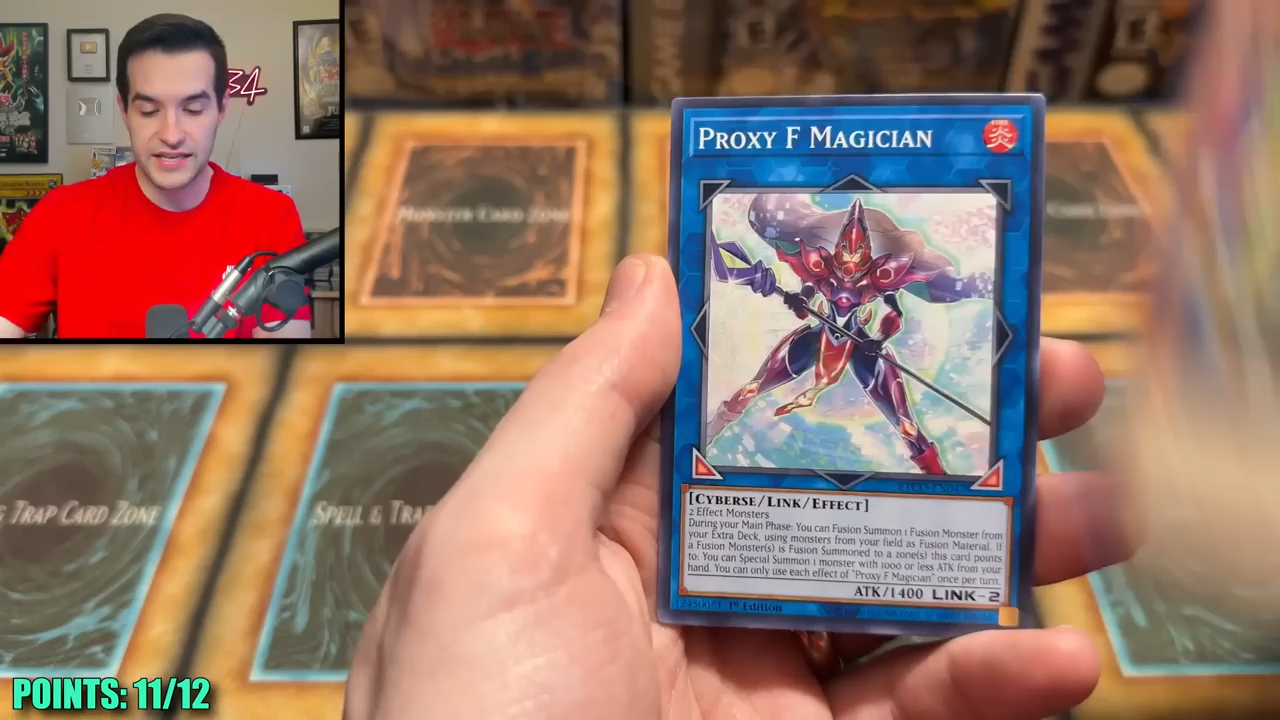 34
MONSTER CARD ZONE
PROXY F MAGICIAN
炎
[CYBERSE/LINK/EFFECT]
2 Effect Monsters
During your Main Phase: You can Fusion Summon 1 Fusion Monster from
your Extra Deck, using monsters from your field as Fusion Material. If
a Fusion Monster(s) is Fusion Summoned to a zone(s) this card points
to: You can Special Summon 1 monster with 1000 or less ATK from your
hand. You can only use each effect of "Proxy F Magician" once per turn.
ATK/1400 LINK-2
1st Edition
TRAP CARD ZONE
SPELL & TRA
POINTS: 11/12